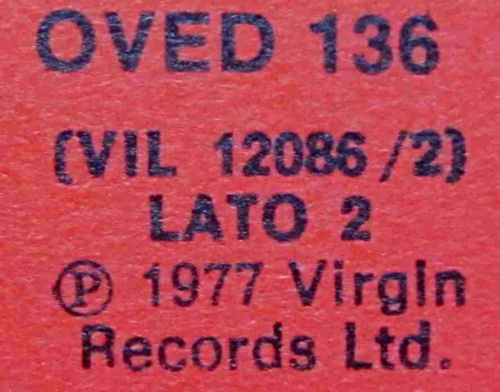 OVED 136
(VIL 12086/2)
LATO 2
Ⓟ 1977 Virgin
Records Ltd.